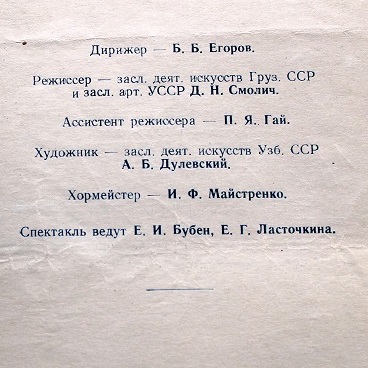 Дирижер — Б. Б. Егоров.
Режиссер — засл. деят. искусств Груз. ССР
и засл. арт. УССР Д. Н. Смолич.
Ассистент режиссера — П. Я. Гай.
Художник — засл. деят. искусств Узб. ССР
А. Б. Дулевский.
Хормейстер — И. Ф. Майстренко.
Спектакль ведут Е. И. Бубен, Е. Г. Ласточкина.